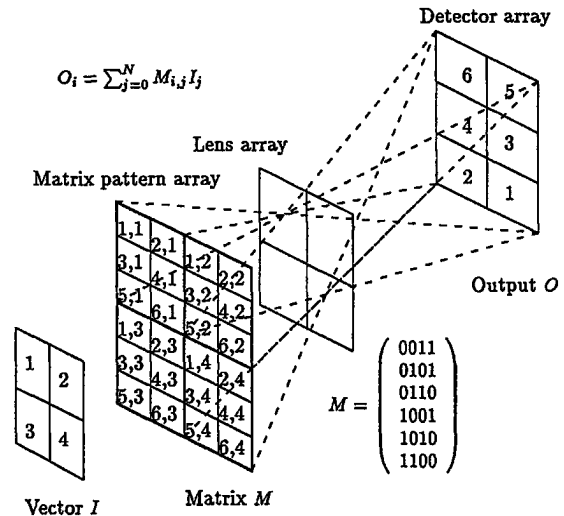 Detector array
O_i = ∑_{j=0}^{N} M_{i,j} I_j
6 5
4 3
2 1
Lens array
Matrix pattern array
1,1 2,1 1,2 2,2
3,1 4,1 3,2 4,2
5,1 6,1 5,2 6,2
1,3 2,3 1,4 2,4
3,3 4,3 3,4 4,4
5,3 6,3 5,4 6,4
Output O
1 2
3 4
M =
0011
0101
0110
1001
1010
1100
Vector I
Matrix M